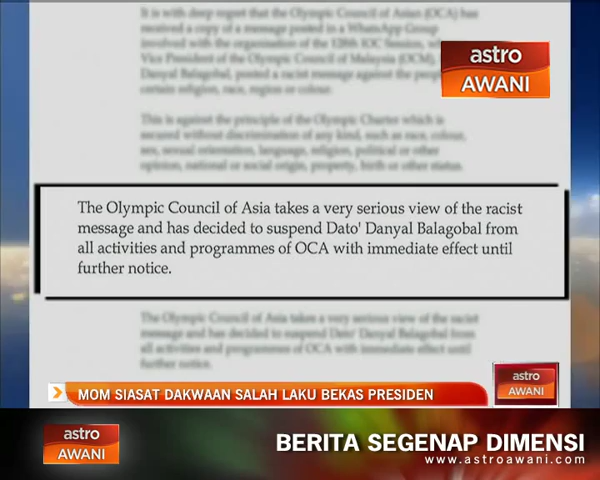 It is with deep regret that the Olympic Council of Asian (OCA) has
received a copy of a message posted in a WhatsApp Group
involved with the organisation of the 128th IOC Session,
Vice President of the Olympic Council of Malaysia (OCM),
Danyal Balagobal, posted a racist message against the
certain religion, race, region or colour.
astro
AWANI
This is against the principle of the Olympic Charter which is
secured without discrimination of any kind, such as race, colour,
sex, sexual orientation, language, religion, political or other
opinion, national or social origin, property, birth or other status.
The Olympic Council of Asia takes a very serious view of the racist
message and has decided to suspend Dato' Danyal Balagobal from
all activities and programmes of OCA with immediate effect until
further notice.
The Olympic Council of Asia takes a very serious view of the racist
message and has decided to suspend Dato' Danyal Balagobal from
all activities and programmes of OCA with immediate effect until
further notice.
MOM SIASAT DAKWAAN SALAH LAKU BEKAS PRESIDEN
astro
AWANI
astro
AWANI
BERITA SEGENAP DIMENSI
www.astroawani.com